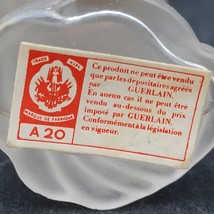 TRADE MARK
MARQUE DE FABRIQUE
A 20
Ce produit ne peut être vendu
que par les dépositaires agréés
par GUERLAIN.
En aucun cas il ne peut être
vendu au-dessous du prix
imposé par GUERLAIN.
Conformément à la législation
en vigueur.